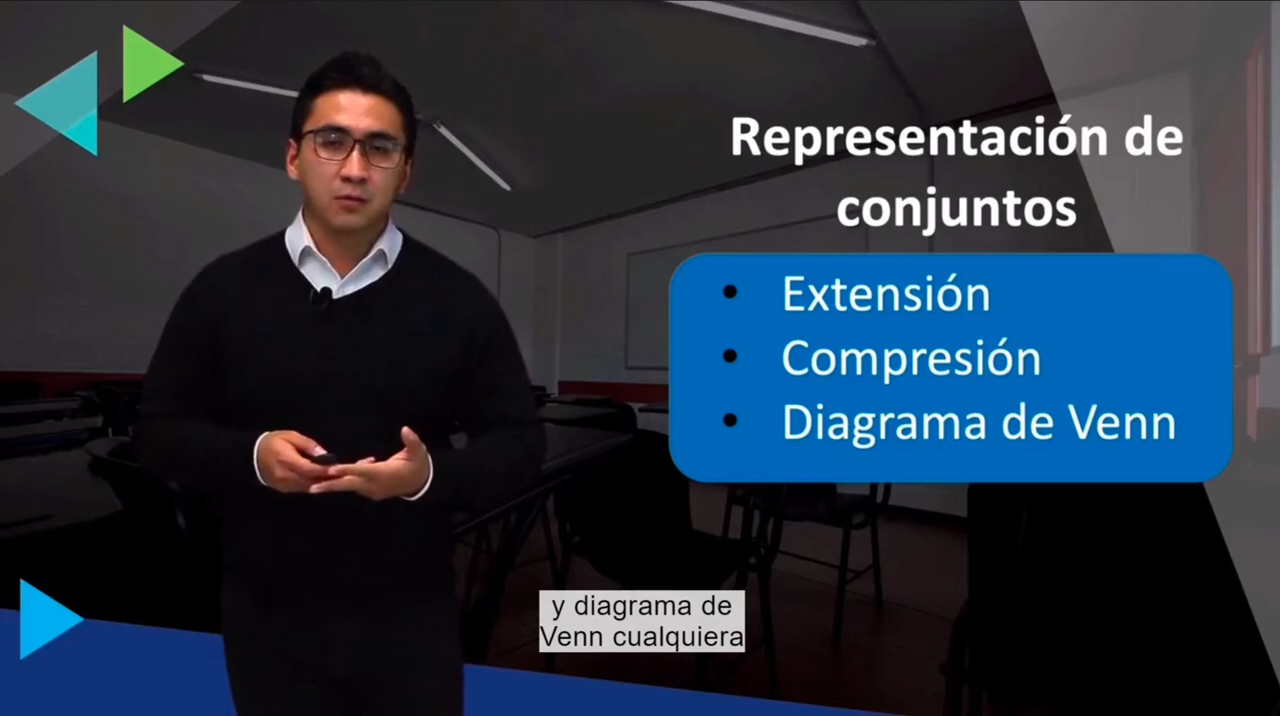 Representación de
conjuntos
• Extensión
• Compresión
• Diagrama de Venn
y diagrama de
Venn cualquiera